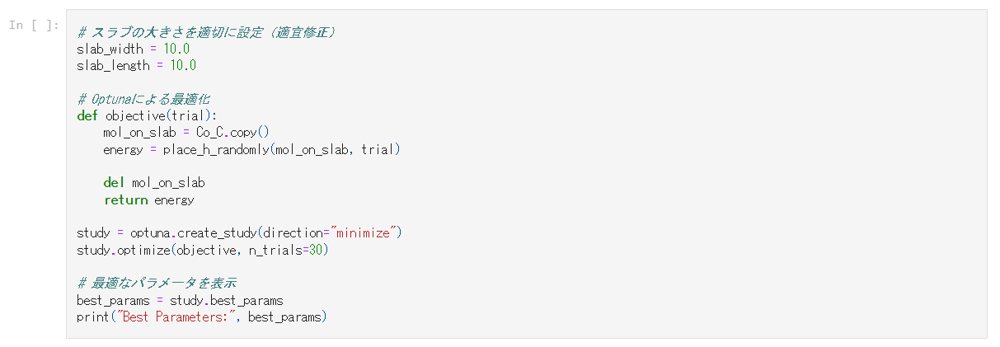 In [ ]:
# スラブの大きさを適切に設定（適宜修正）
slab_width = 10.0
slab_length = 10.0
# Optunaによる最適化
def objective(trial):
    mol_on_slab = Co_C.copy()
    energy = place_h_randomly(mol_on_slab, trial)
    del mol_on_slab
    return energy
study = optuna.create_study(direction="minimize")
study.optimize(objective, n_trials=30)
# 最適なパラメータを表示
best_params = study.best_params
print("Best Parameters:", best_params)